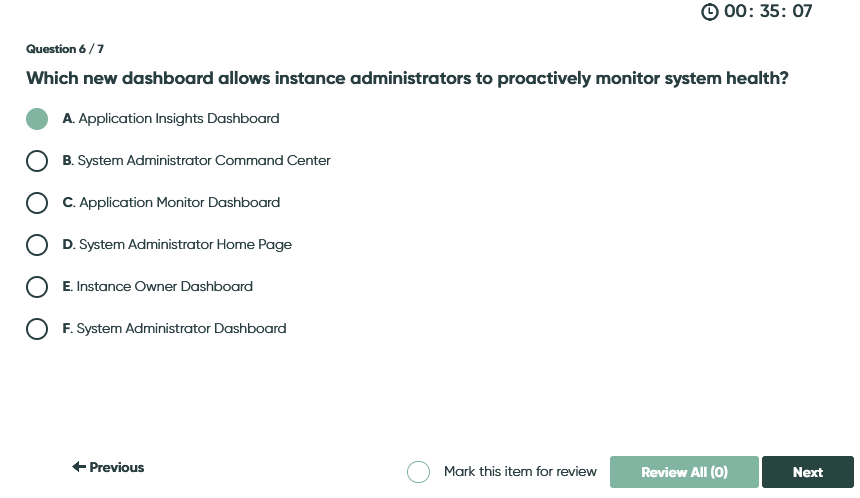 00: 35: 07
Question 6 / 7
Which new dashboard allows instance administrators to proactively monitor system health?
A. Application Insights Dashboard
B. System Administrator Command Center
C. Application Monitor Dashboard
D. System Administrator Home Page
E. Instance Owner Dashboard
F. System Administrator Dashboard
Previous
Mark this item for review
Review All (0)
Next